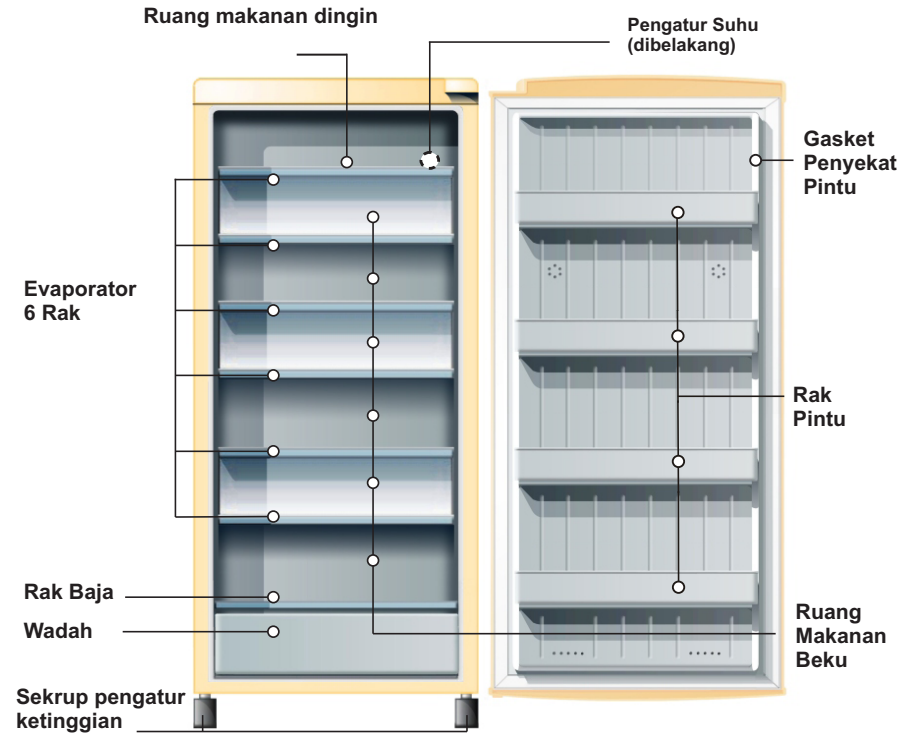 Ruang makanan dingin
Pengatur Suhu
(dibelakang)
Gasket
Penyekat
Pintu
Evaporator
6 Rak
Rak
Pintu
Rak Baja
Wadah
Ruang
Makanan
Beku
Sekrup pengatur
ketinggian